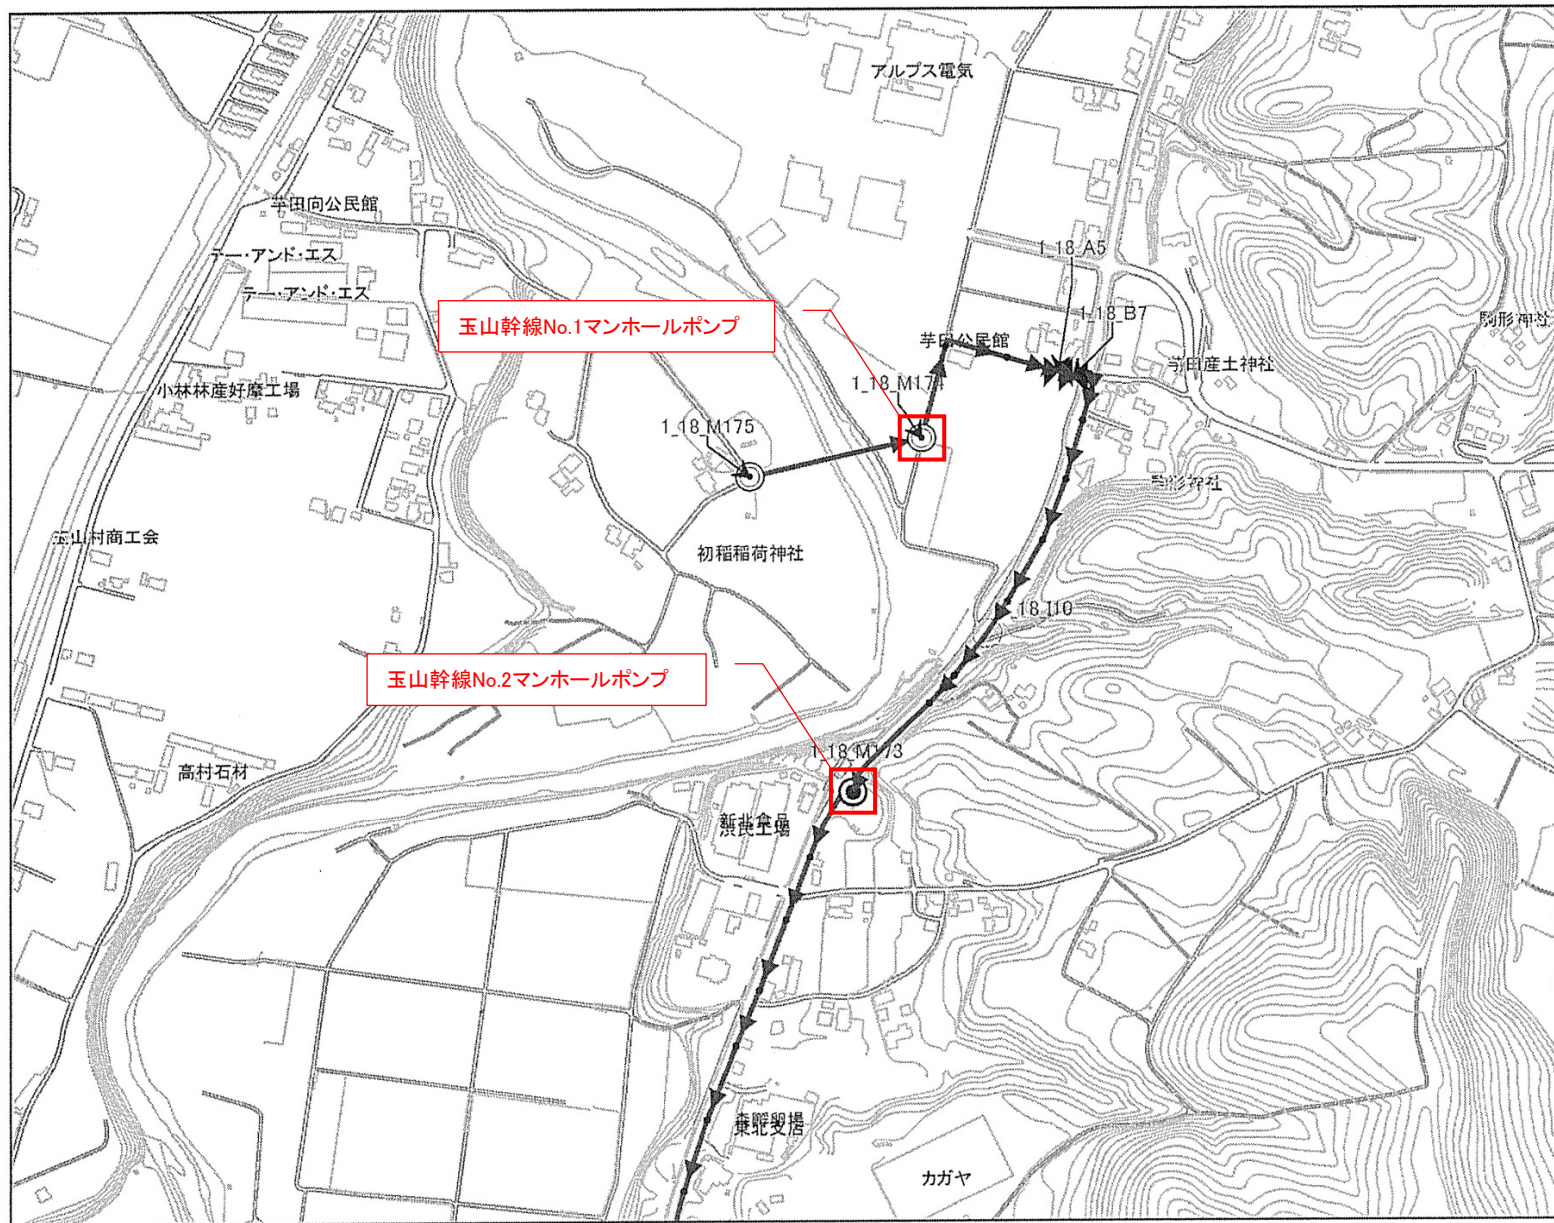 アルプス電気
芋田向公民館
テー・アンド・エス
1_18_A5
テー・アンド・エス
玉山幹線No.1マンホールポンプ
1_18_B7
駒形神社
芋田公民館
芋田産土神社
小林林産好摩工場
1_18_M174
1_18_M175
駒形神社
玉山村商工会
初稲稲荷神社
_18_I10
玉山幹線No.2マンホールポンプ
1_18_M173
高村石材
カガヤ